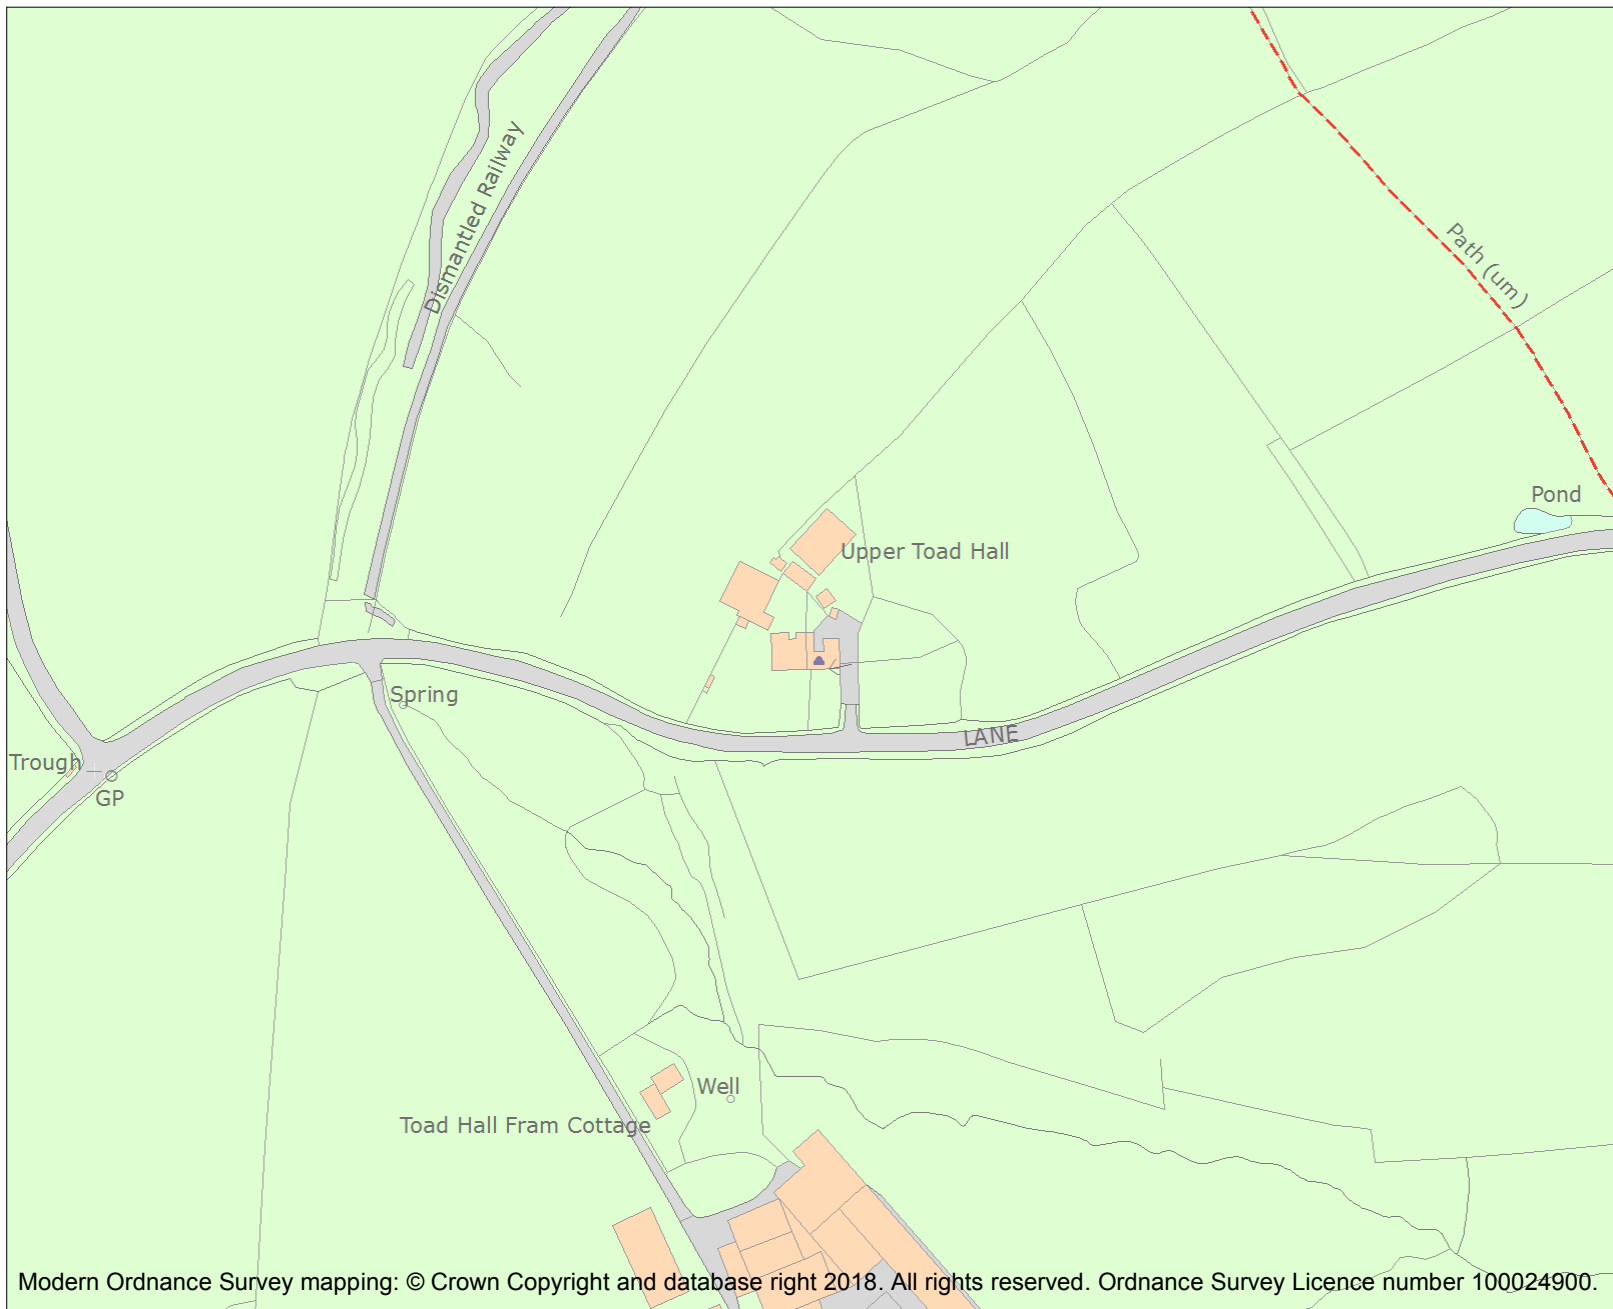 Dismantled Railway
Path (um)
Pond
Upper Toad Hall
Spring
LANE
Trough
GP
Well
Toad Hall Fram Cottage
Modern Ordnance Survey mapping: © Crown Copyright and database right 2018. All rights reserved. Ordnance Survey Licence number 100024900.